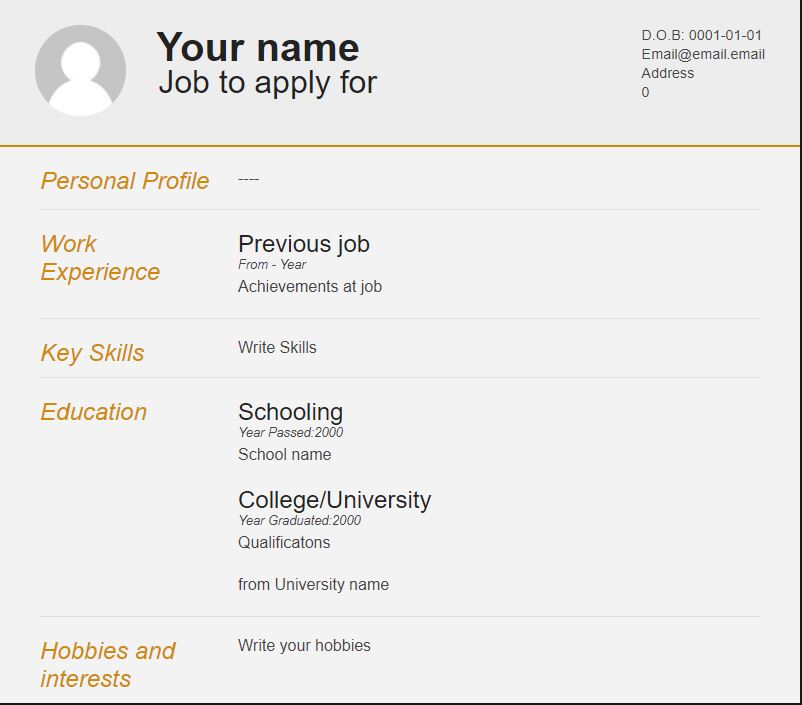 Your name
Job to apply for
D.O.B: 0001-01-01
Email@email.email
Address
0
Personal Profile
----
Work
Experience
Previous job
From - Year
Achievements at job
Key Skills
Write Skills
Education
Schooling
Year Passed:2000
School name
College/University
Year Graduated:2000
Qualificatons
from University name
Hobbies and
interests
Write your hobbies